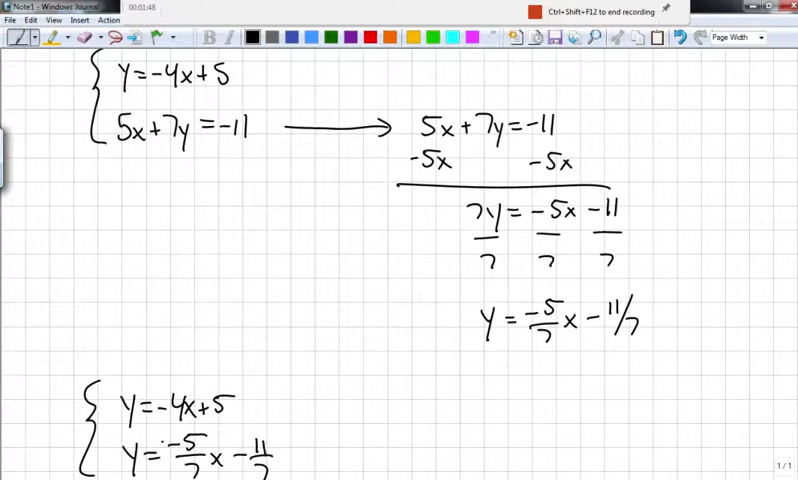 Note1 - Windows Journal
00:01:48
Ctrl+Shift+F12 to end recording
File Edit View Insert Actions
B I
Page Width
y=-4x+5
5x+7y=-11
5x+7y=-11
-5x -5x
7y = -5x -11
7 7 7
y = -5/7 x - 11/7
y=-4x+5
y=-5/7 x - 11/7
1 / 1